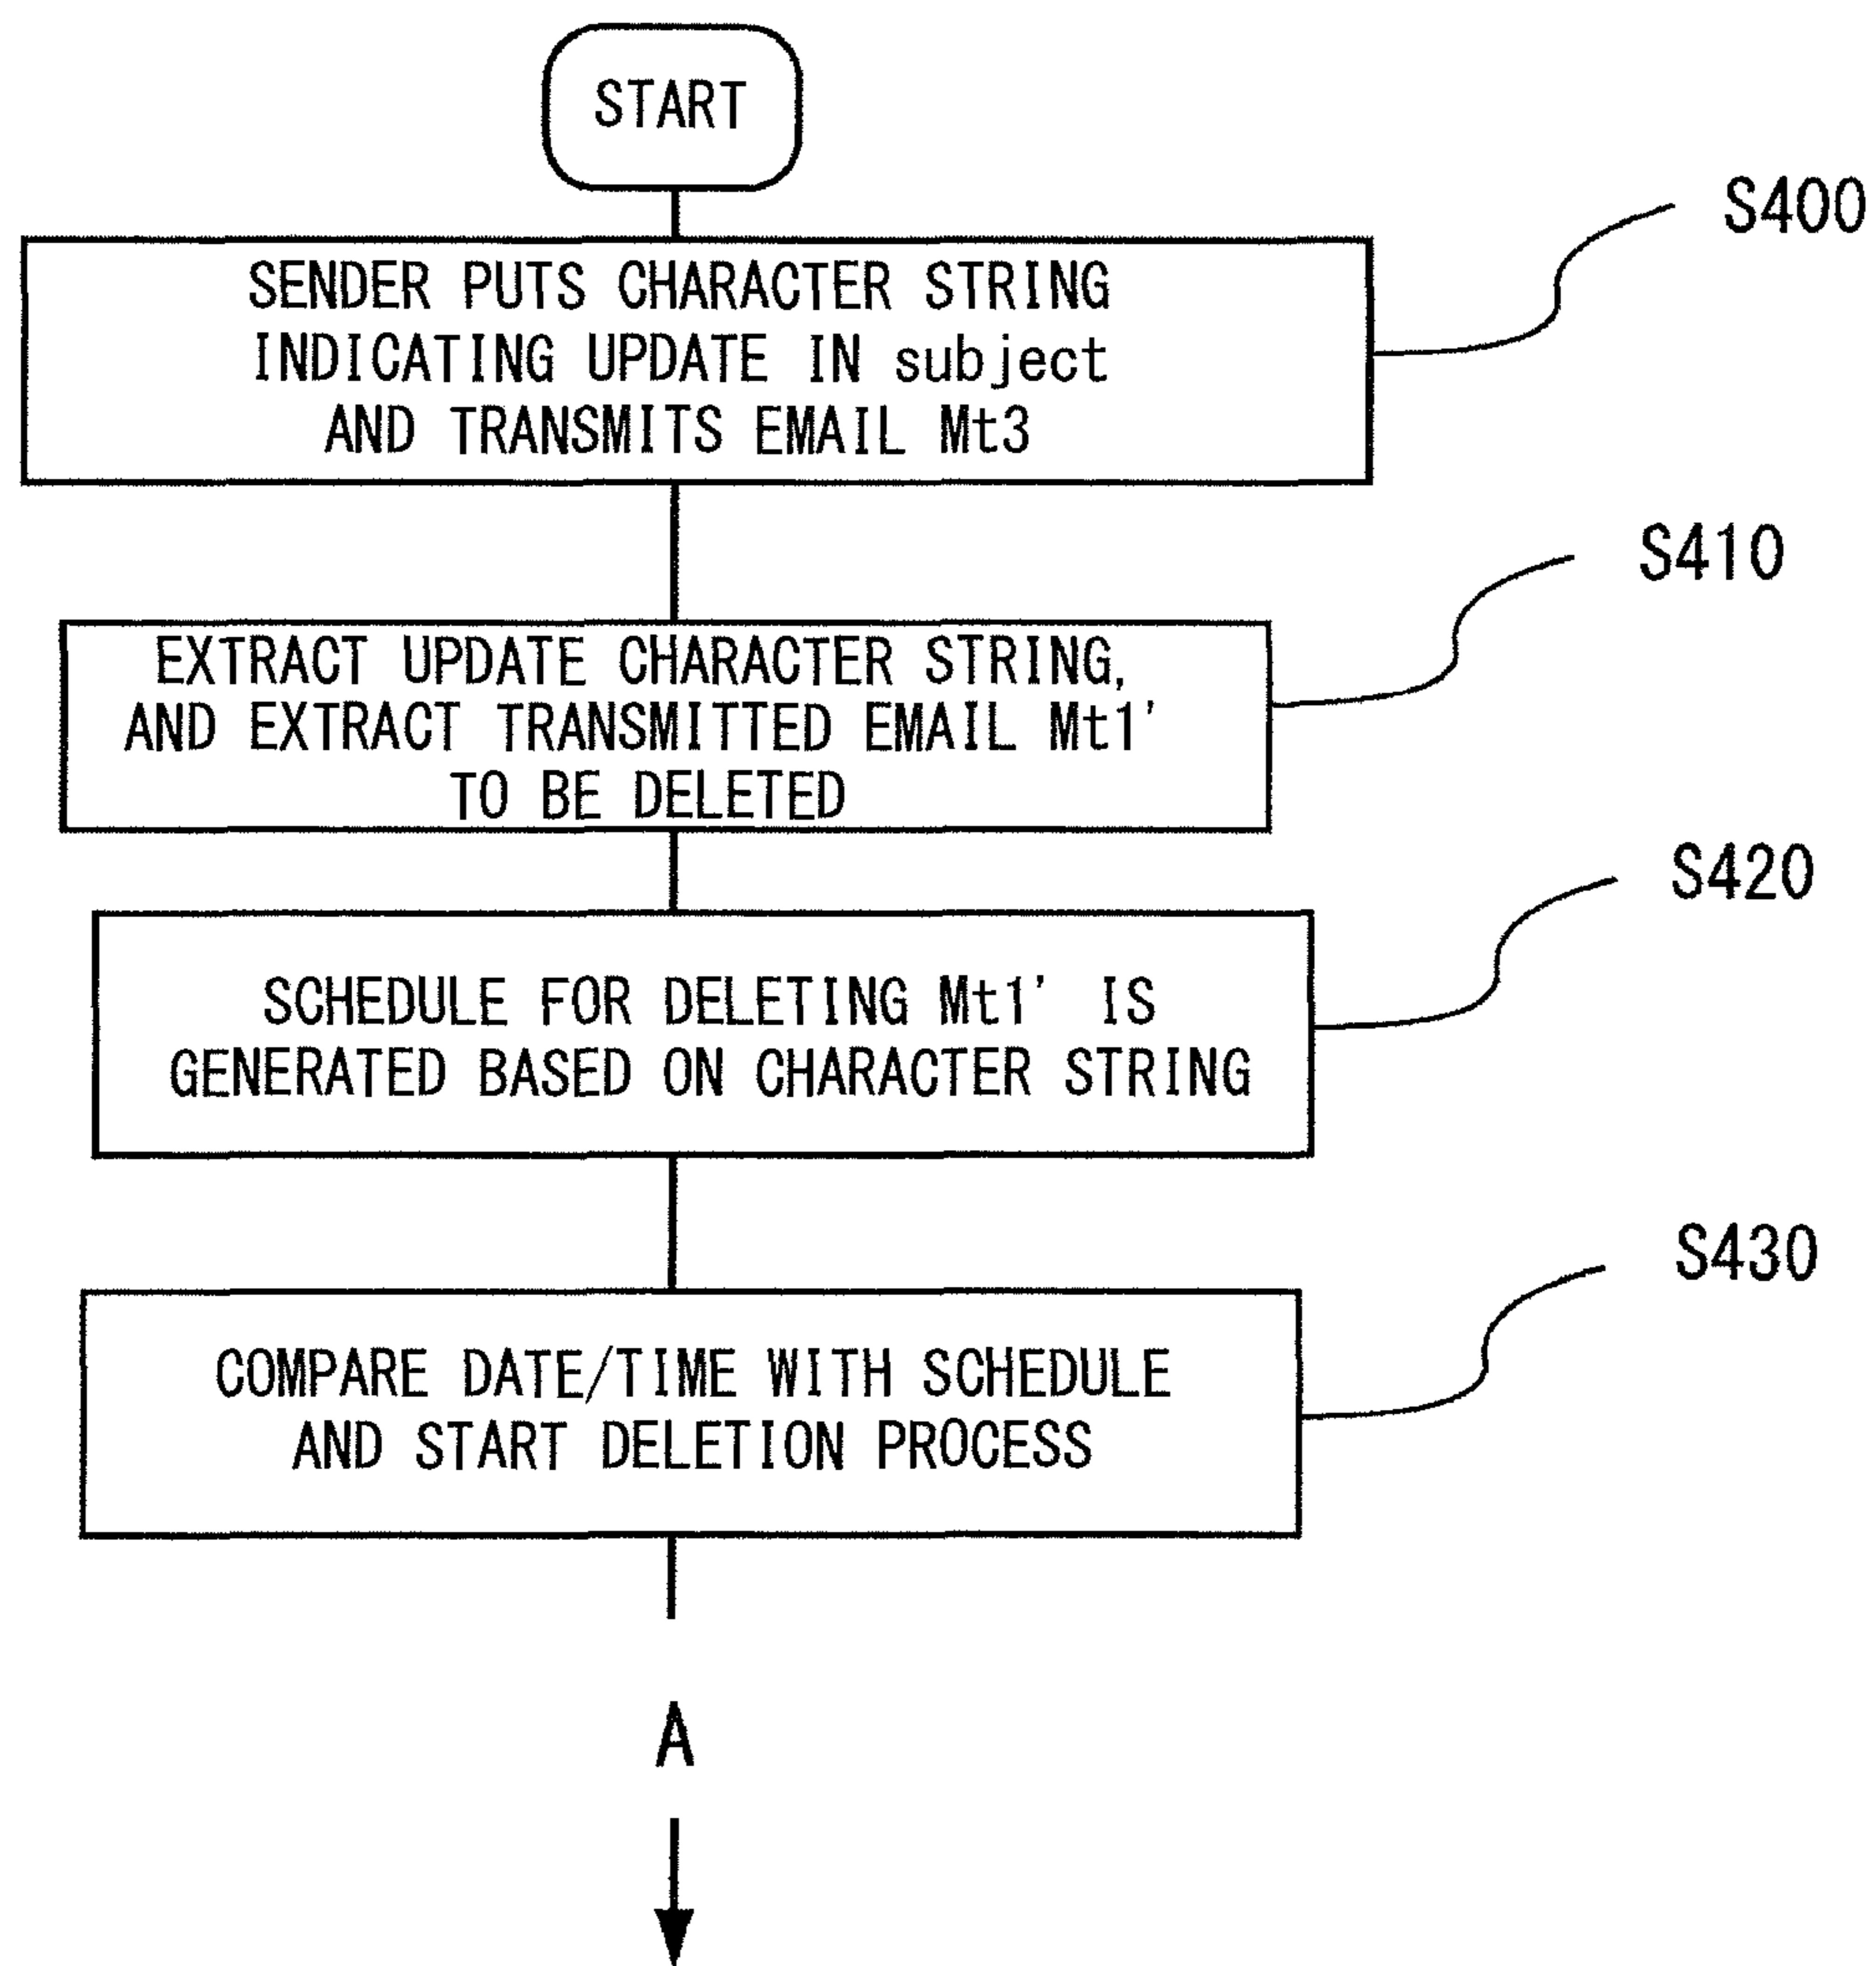 START
S400
SENDER PUTS CHARACTER STRING
INDICATING UPDATE IN subject
AND TRANSMITS EMAIL Mt3
S410
EXTRACT UPDATE CHARACTER STRING,
AND EXTRACT TRANSMITTED EMAIL Mt1'
TO BE DELETED
S420
SCHEDULE FOR DELETING Mt1' IS
GENERATED BASED ON CHARACTER STRING
S430
COMPARE DATE/TIME WITH SCHEDULE
AND START DELETION PROCESS
A